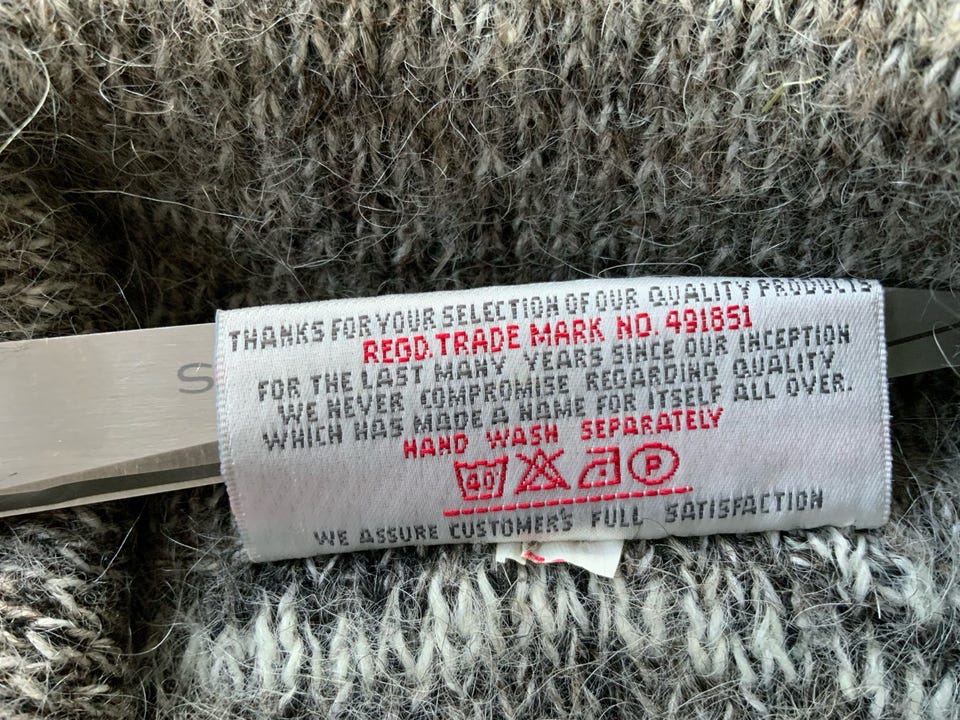 THANKS FOR YOUR SELECTION OF OUR QUALITY PRODUCTS
REGD. TRADE MARK NO. 491851
FOR THE LAST MANY YEARS SINCE OUR INCEPTION
WE NEVER COMPROMISE REGARDING QUALITY
WHICH HAS MADE A NAME FOR ITSELF ALL OVER.
HAND WASH SEPARATELY
40° P
WE ASSURE CUSTOMER'S FULL SATISFACTION
S